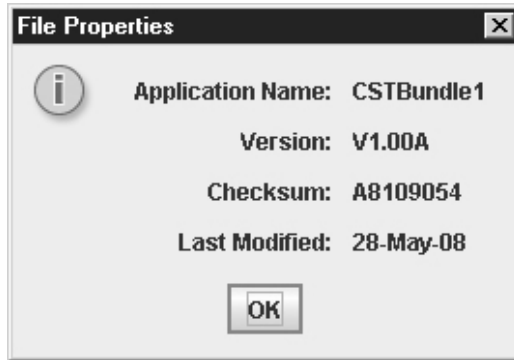 File Properties
Application Name: CSTBundle1
Version: V1.00A
Checksum: A8109054
Last Modified: 28-May-08
OK